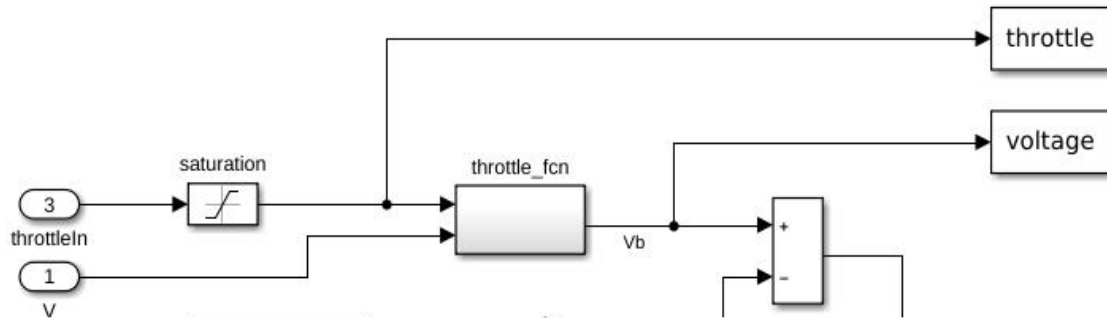 throttle
voltage
saturation
throttle_fcn
3
throttleIn
Vb
+
−
1
V